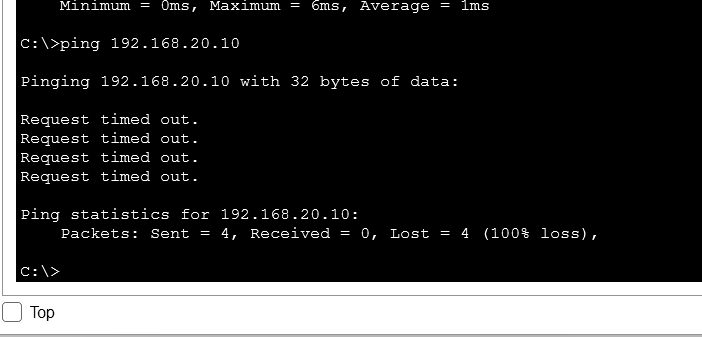 Minimum = 0ms, Maximum = 6ms, Average = 1ms
C:\>ping 192.168.20.10
Pinging 192.168.20.10 with 32 bytes of data:
Request timed out.
Request timed out.
Request timed out.
Request timed out.
Ping statistics for 192.168.20.10:
Packets: Sent = 4, Received = 0, Lost = 4 (100% loss),
C:\>
Top